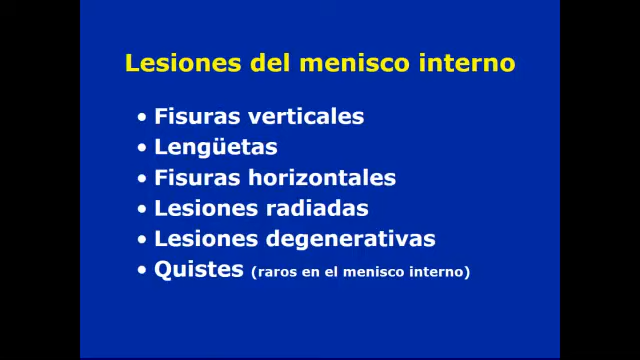 Lesiones del menisco interno
• Fisuras verticales
• Lengüetas
• Fisuras horizontales
• Lesiones radiadas
• Lesiones degenerativas
• Quistes (raros en el menisco interno)